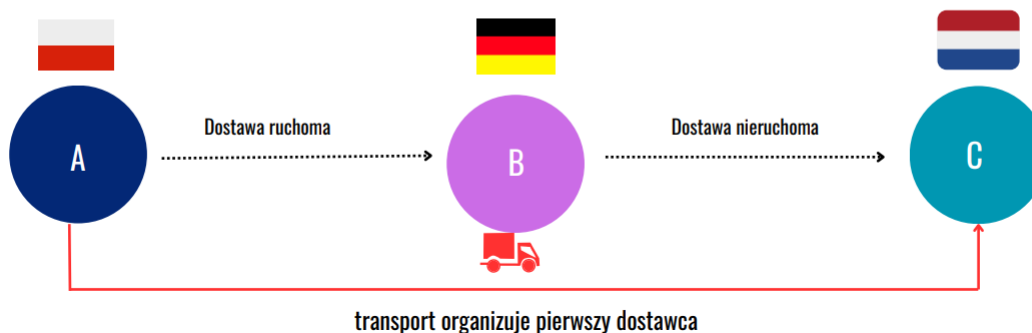 Dostawa ruchoma
Dostawa nieruchoma
A
B
C
transport organizuje pierwszy dostawca